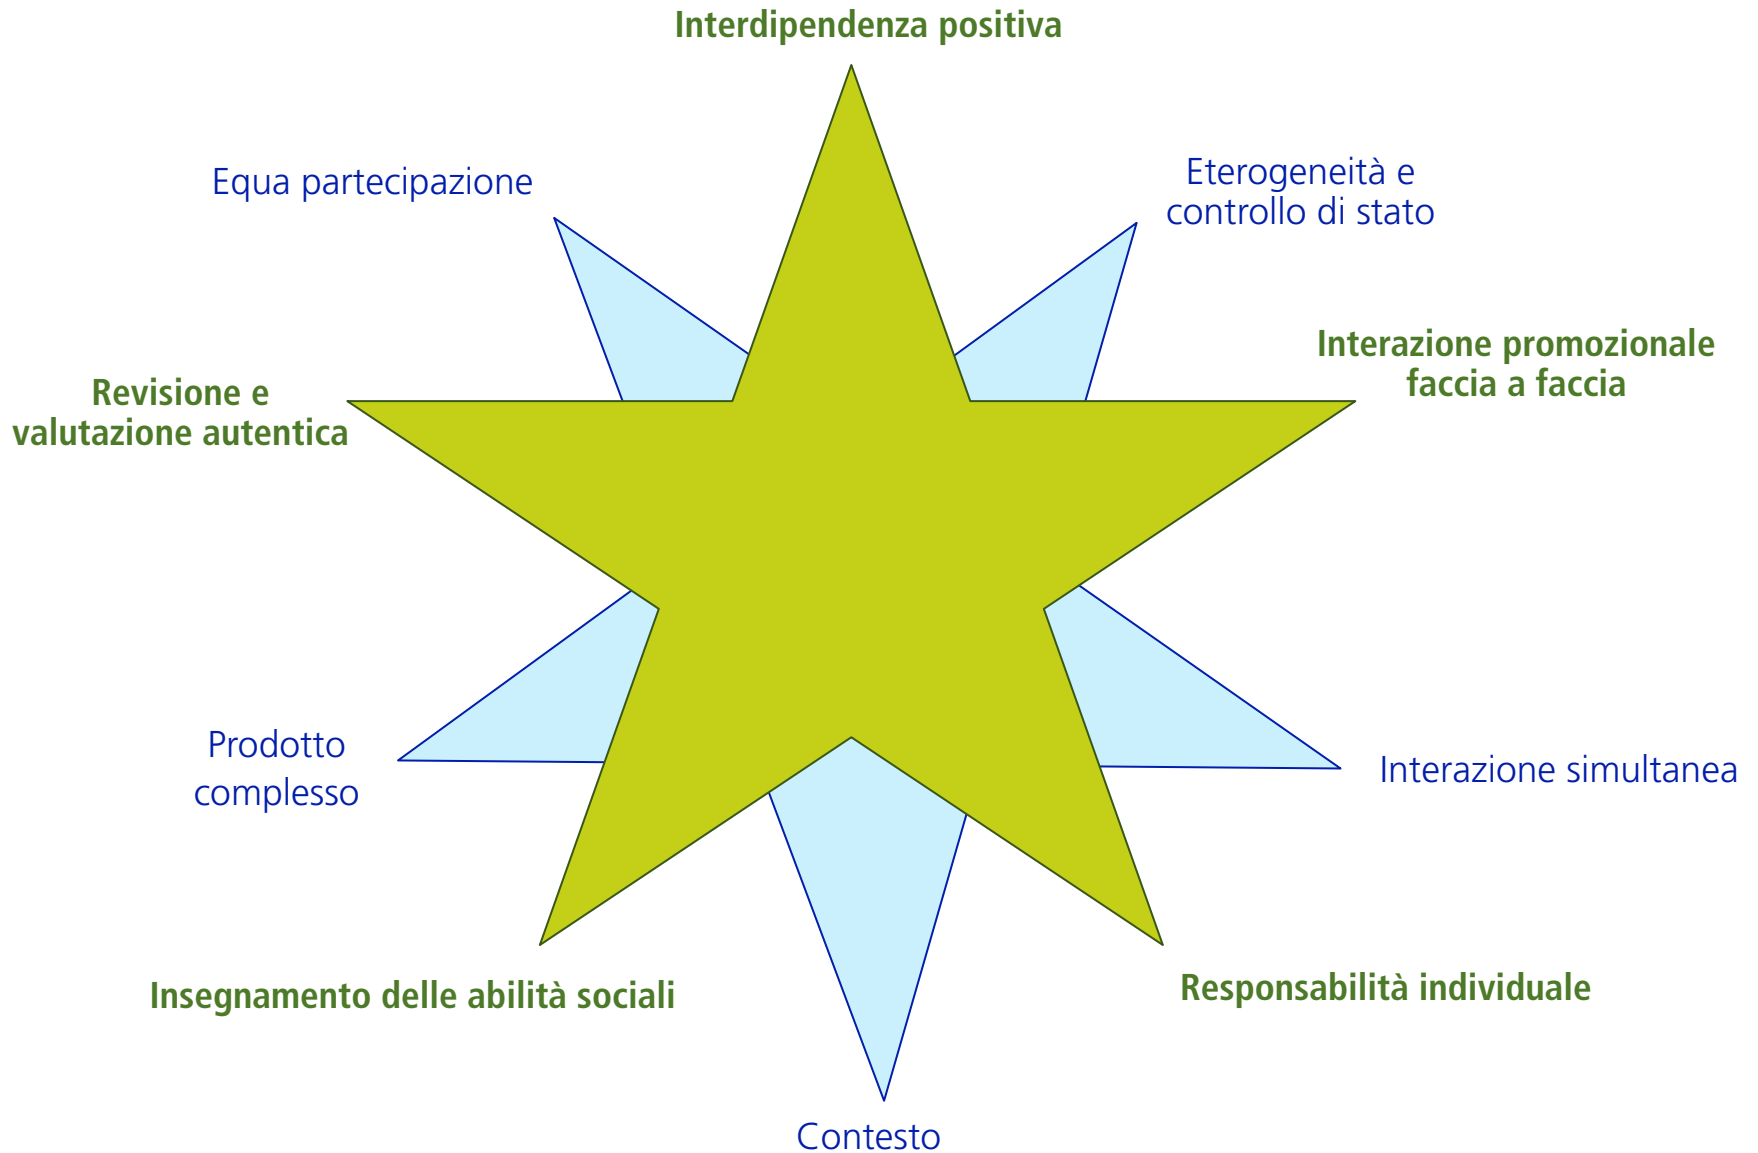 Interdipendenza positiva
Equa partecipazione
Eterogeneità e
controllo di stato
Interazione promozionale
faccia a faccia
Revisione e
valutazione autentica
Prodotto
complesso
Interazione simultanea
Insegnamento delle abilità sociali
Responsabilità individuale
Contesto